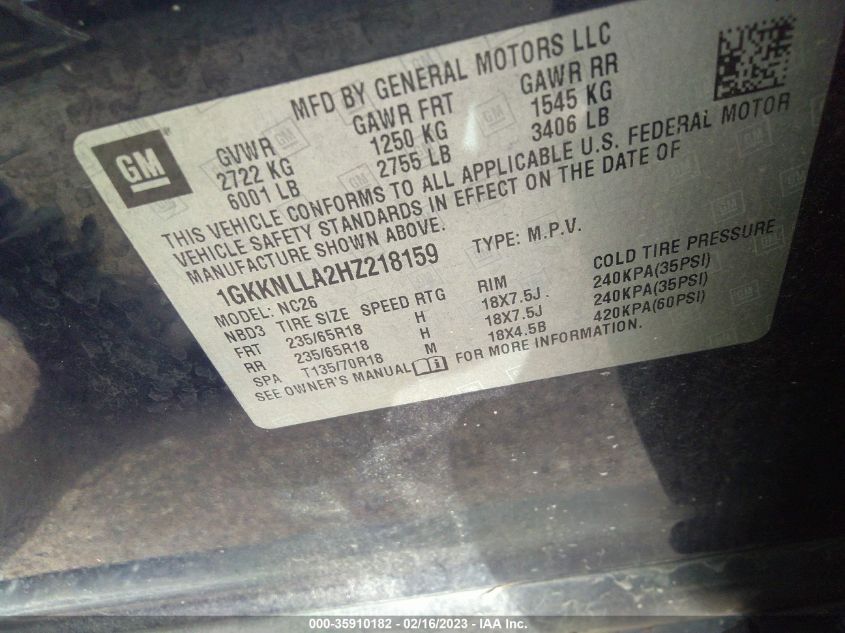 MFD BY GENERAL MOTORS LLC
GM
GVWR GAWR FRT GAWR RR
2722 KG 1250 KG 1545 KG
6001 LB 2755 LB 3406 LB
THIS VEHICLE CONFORMS TO ALL APPLICABLE U.S. FEDERAL MOTOR
VEHICLE SAFETY STANDARDS IN EFFECT ON THE DATE OF
MANUFACTURE SHOWN ABOVE.
1GKKNLLA2HZ218159 TYPE: M.P.V.
MODEL: NC26
NBD3 TIRE SIZE SPEED RTG RIM COLD TIRE PRESSURE
FRT 235/65R18 H 18X7.5J 240KPA(35PSI)
RR 235/65R18 H 18X7.5J 240KPA(35PSI)
SPA T135/70R18 M 18X4.5B 420KPA(60PSI)
SEE OWNER'S MANUAL FOR MORE INFORMATION.
000-35910182 - 02/16/2023 - IAA Inc.